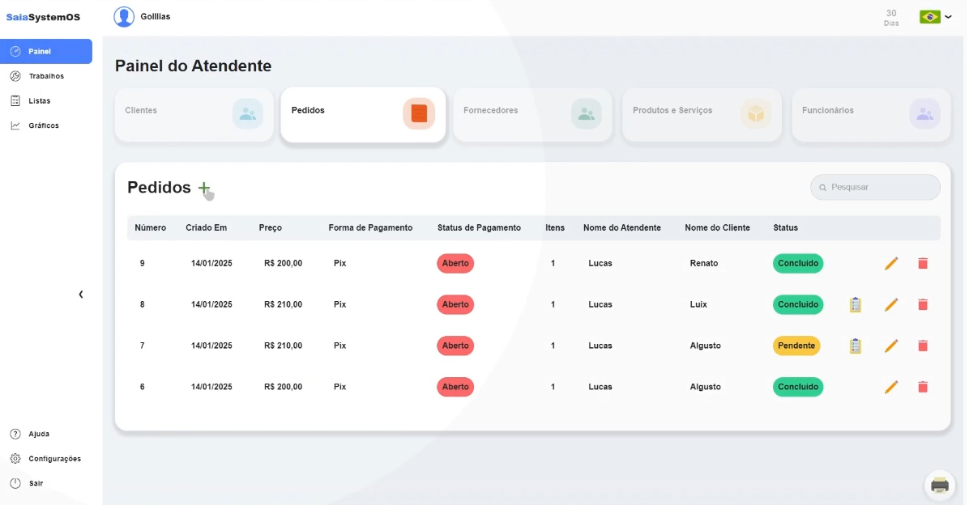 SaiaSystemOS
Golllias
30
Dias
Painel
Trabalhos
Listas
Gráficos
Painel do Atendente
Clientes
Pedidos
Fornecedores
Produtos e Serviços
Funcionários
Pedidos +
Pesquisar
Número Criado Em Preço Forma de Pagamento Status de Pagamento Itens Nome do Atendente Nome do Cliente Status
9 14/01/2025 R$ 200,00 Pix Aberto 1 Lucas Renato Concluído
8 14/01/2025 R$ 210,00 Pix Aberto 1 Lucas Luix Concluído
7 14/01/2025 R$ 210,00 Pix Aberto 1 Lucas Algusto Pendente
6 14/01/2025 R$ 200,00 Pix Aberto 1 Lucas Algusto Concluído
Ajuda
Configurações
Sair